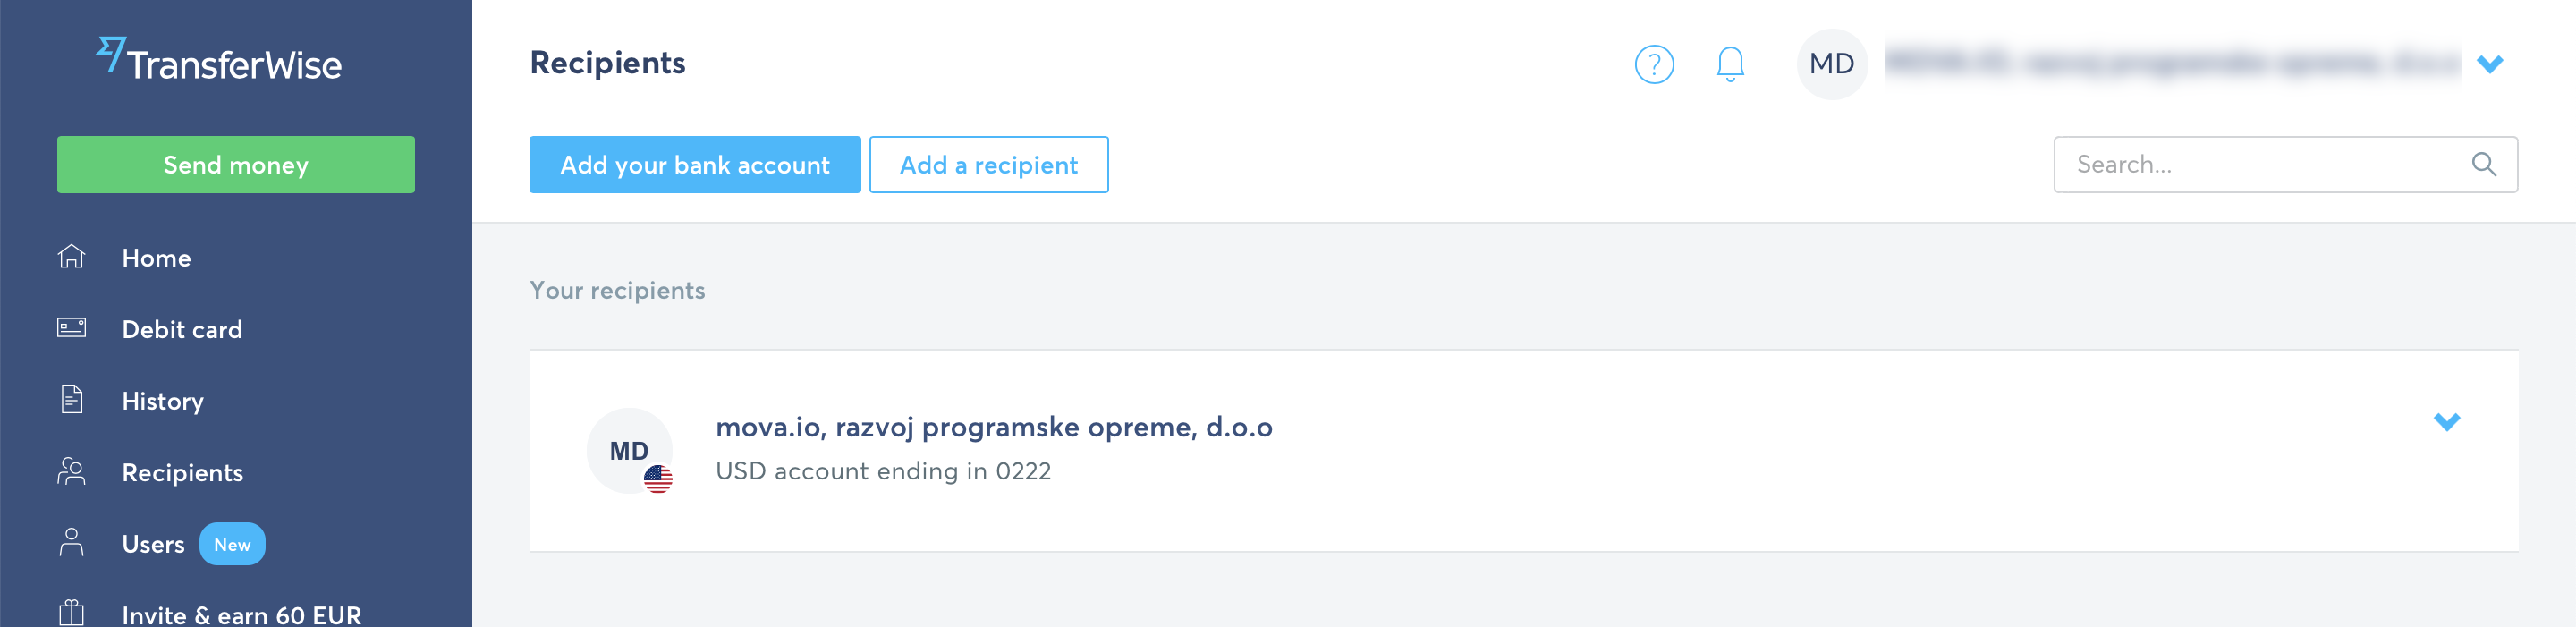 TransferWise
Send money
Home
Debit card
History
Recipients
Users New
Invite & earn 60 EUR
Recipients
? MD
Add your bank account Add a recipient
Search...
Your recipients
MD
mova.io, razvoj programske opreme, d.o.o
USD account ending in 0222